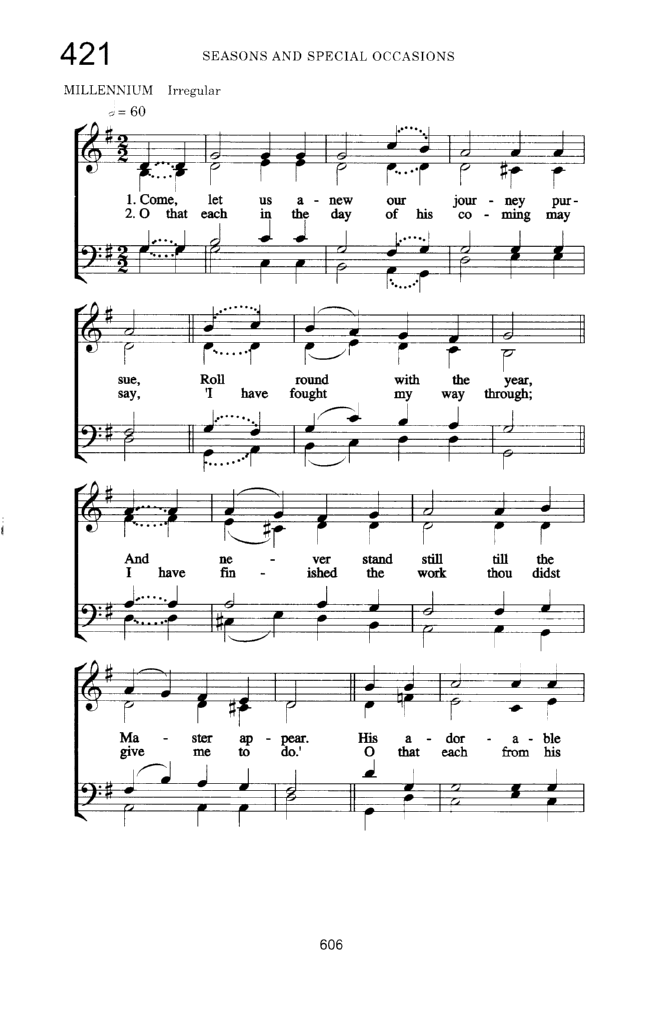 421
SEASONS AND SPECIAL OCCASIONS
MILLENNIUM Irregular
= 60
1. Come, let us a - new our jour - ney pur-
2. O that each in the day of his co - ming may
sue, Roll round with the year,
say, 'I have fought my way through;
And ne - ver stand still till the
I have fin - ished the work thou didst
Ma - ster ap - pear. His a - dor - a - ble
give me to do.' O that each from his
606